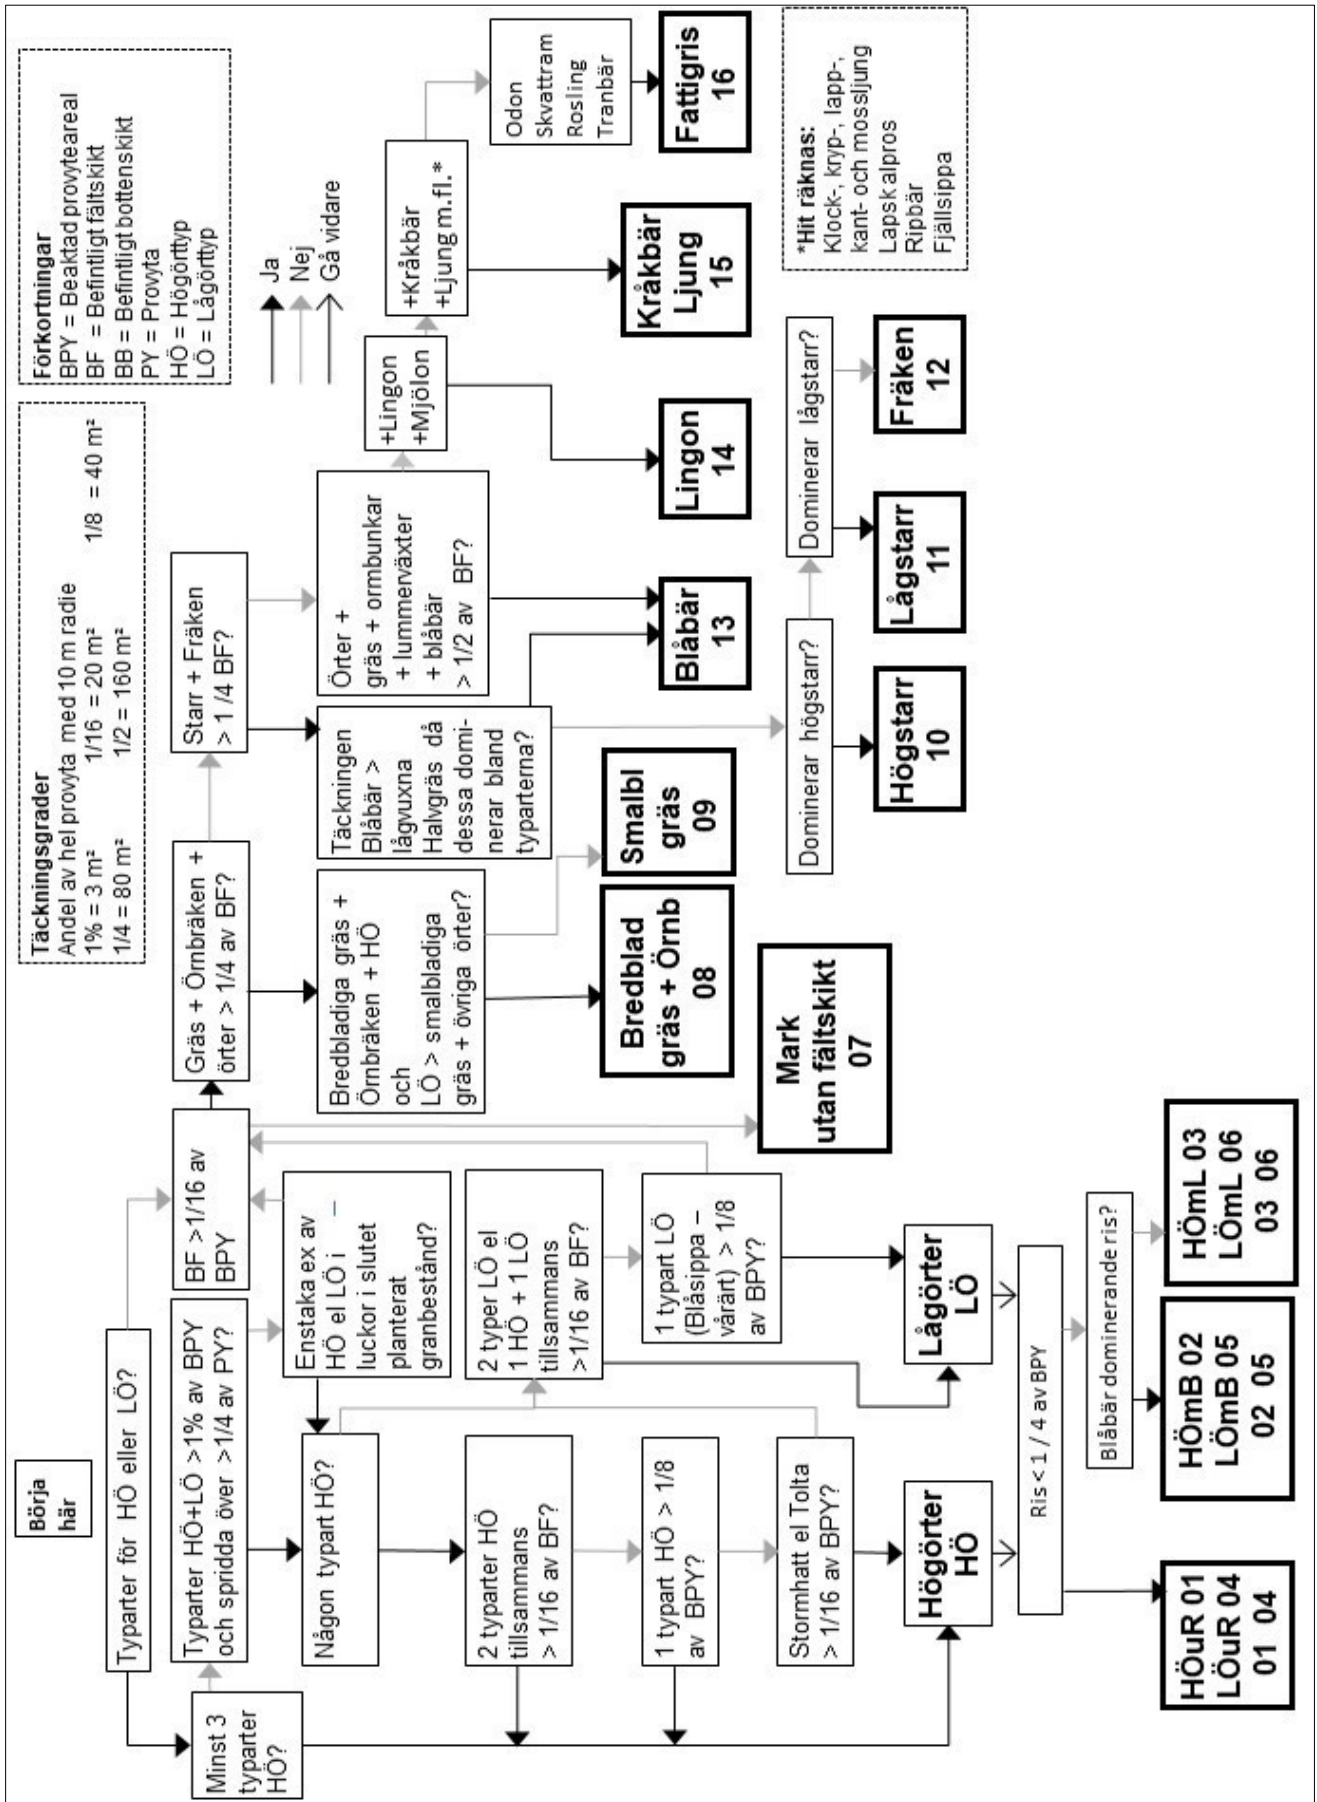 Börja
här
Typarter för HÖ eller LÖ?
Minst 3
typarter
HÖ?
Typarter HÖ+LÖ >1% av BPY
och spridda över >1/4 av PY?
BF >1/16 av
BPY
Enstaka ex av
HÖ el LÖ i
luckor i slutet
planterat
granbestånd?
Någon typart HÖ?
2 typarter HÖ
tillsammans
> 1/16 av BF?
1 typart HÖ > 1/8
av BPY?
Stormhatt el Tolta
> 1/16 av BPY?
2 typer LÖ el
1 HÖ + 1 LÖ
tillsammans
>1/16 av BF?
1 typart LÖ
(Blåsippa –
vårärt) > 1/8
av BPY?
Högörter
HÖ
Lågörter
LÖ
Ris < 1 / 4 av BPY
Blåbär dominerande ris?
HÖuR 01
LÖuR 04
01 04
HÖmB 02
LÖmB 05
02 05
HÖmL 03
LÖmL 06
03 06
Täckningsgrader
Andel av hel provyta med 10 m radie
1% = 3 m² 1/16 = 20 m² 1/8 = 40 m²
1/4 = 80 m² 1/2 = 160 m²
Förkortningar
BPY = Beaktad provyteareal
BF = Befintligt fältskikt
BB = Befintligt bottenskikt
PY = Provyta
HÖ = Högörttyp
LÖ = Lågörttyp
Ja
Nej
Gå vidare
Gräs + Örnbräken +
örter > 1/4 av BF?
Starr + Fräken
> 1 /4 BF?
Bredbladiga gräs +
Örnbräken + HÖ
och
LÖ > smalbladiga
gräs + övriga örter?
Täckningen
Blåbär >
lågvuxna
Halvgräs då
dessa domi-
nerar bland
typarterna?
Örter +
gräs + ormbunkar
+ lummerväxter
+ blåbär
> 1/2 av BF?
+Lingon
+Mjölon
+Kråkbär
+Ljung m.fl.*
Odon
Skvattram
Rosling
Tranbär
Mark
utan fältskikt
07
Bredblad
gräs + Örnb
08
Smalbl
gräs
09
Blåbär
13
Lingon
14
Kråkbär
Ljung
15
Fattigris
16
Dominerar högstarr?
Dominerar lågstarr?
Högstarr
10
Lågstarr
11
Fräken
12
*Hit räknas:
Klock-, kryp-, lapp-,
kant- och mossljung
Lapsk alpros
Ripbär
Fjällsippa